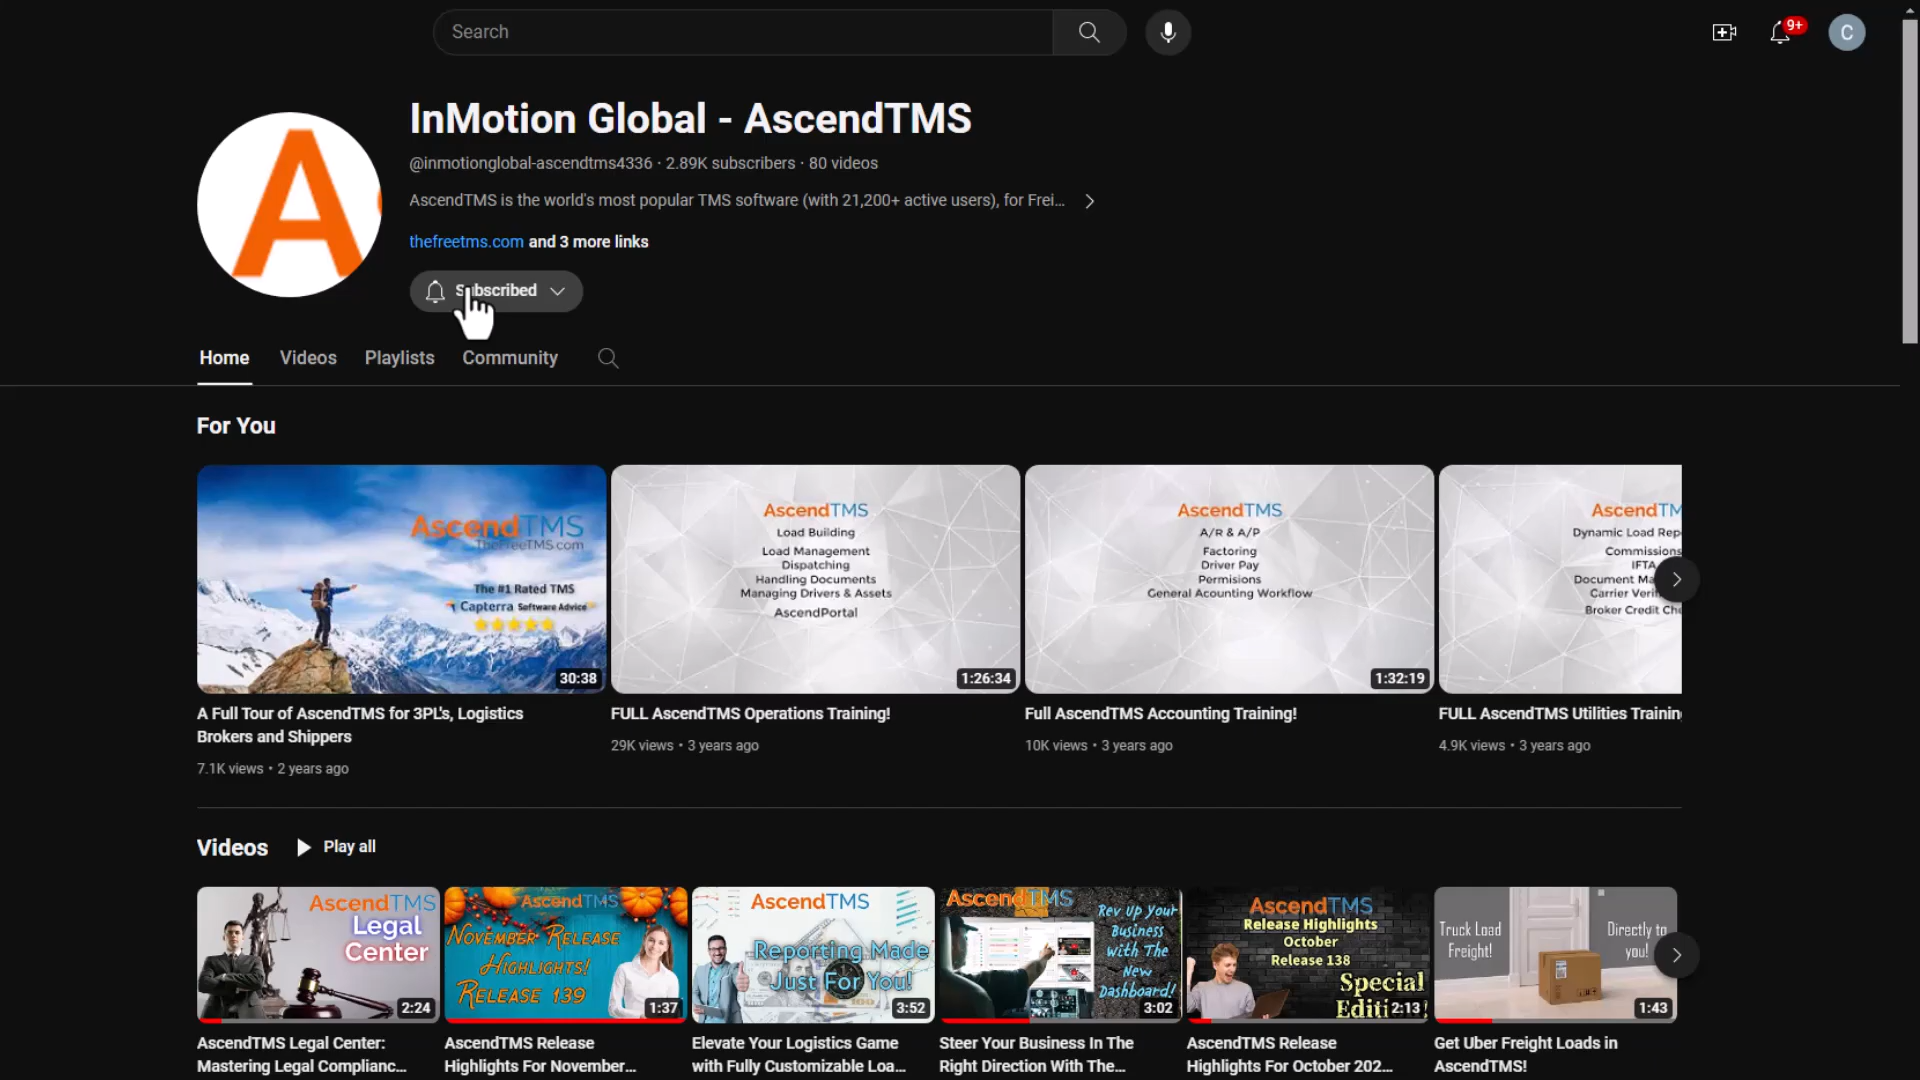 Search
9+
C
InMotion Global - AscendTMS
@inmotionglobal-ascendtms4336 · 2.89K subscribers · 80 videos
AscendTMS is the world's most popular TMS software (with 21,200+ active users), for Frei...
thefreetms.com and 3 more links
Subscribed
Home Videos Playlists Community
For You
AscendTMS
TheFreeTMS.com
The #1 Rated TMS
Capterra Software Advice
30:38
AscendTMS
Load Building
Load Management
Dispatching
Handling Documents
Managing Drivers & Assets
AscendPortal
1:26:34
AscendTMS
A/R & A/P
Factoring
Driver Pay
Permisions
General Acounting Workflow
1:32:19
AscendTM
Dynamic Load Rep
Commissions
IFTA
Document Ma
Carrier Veri
Broker Credit Che
A Full Tour of AscendTMS for 3PL's, Logistics
Brokers and Shippers
7.1K views • 2 years ago
FULL AscendTMS Operations Training!
29K views • 3 years ago
Full AscendTMS Accounting Training!
10K views • 3 years ago
FULL AscendTMS Utilities Training
4.9K views • 3 years ago
Videos Play all
AscendTMS
Legal
Center
2:24
AscendTMS
November Release
Highlights!
Release 139
1:37
AscendTMS
Reporting Made
Just For You!
3:52
AscendTMS
Rev Up Your
Business
with The
New
Dashboard!
3:02
AscendTMS
Release Highlights
October
Release 138
Special
Editi
2:13
Truck Load
Freight!
Directly to
you!
1:43
AscendTMS Legal Center:
Mastering Legal Complianc...
AscendTMS Release
Highlights For November...
Elevate Your Logistics Game
with Fully Customizable Loa...
Steer Your Business In The
Right Direction With The...
AscendTMS Release
Highlights For October 202...
Get Uber Freight Loads in
AscendTMS!